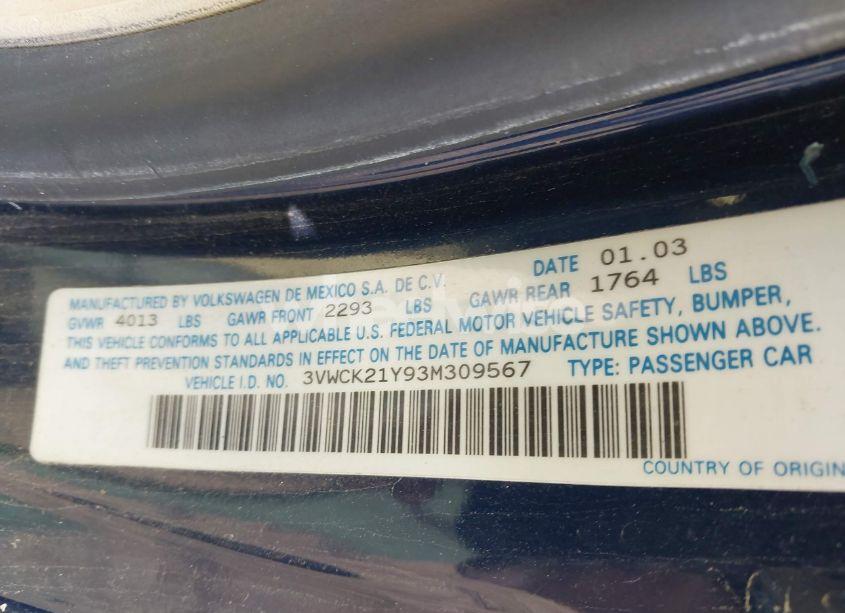 MANUFACTURED BY VOLKSWAGEN DE MEXICO S.A. DE C.V. DATE 01.03
GVWR 4013 LBS GAWR FRONT 2293 LBS GAWR REAR 1764 LBS
THIS VEHICLE CONFORMS TO ALL APPLICABLE U.S. FEDERAL MOTOR VEHICLE SAFETY, BUMPER,
AND THEFT PREVENTION STANDARDS IN EFFECT ON THE DATE OF MANUFACTURE SHOWN ABOVE.
VEHICLE I.D. NO. 3VWCK21Y93M309567 TYPE: PASSENGER CAR
COUNTRY OF ORIGIN